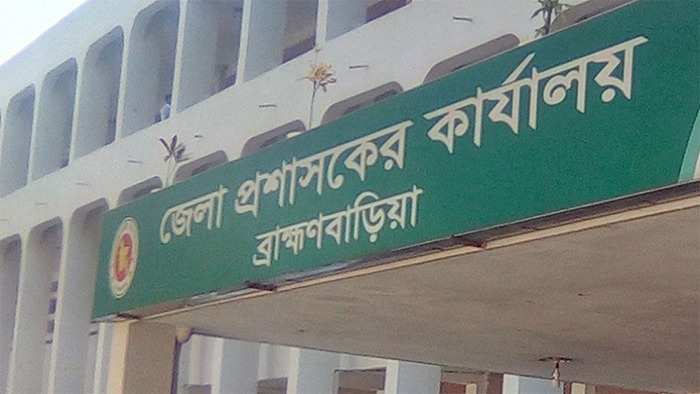 জেলা প্রশাসকের কার্যালয়
ব্রাহ্মণবাড়িয়া